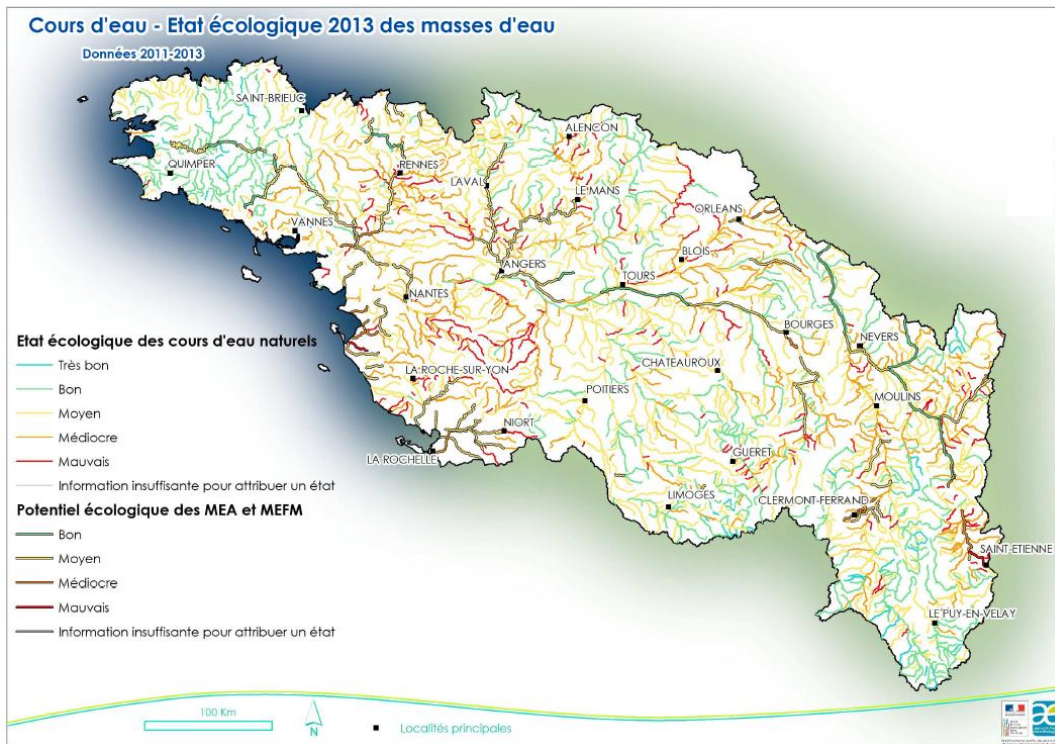 Cours d'eau - Etat écologique 2013 des masses d'eau
Données 2011-2013
SAINT-BRIEUC
ALENCON
QUIMPER
RENNES
LAVAL
LE MANS
ORLEANS
VANNES
BLOIS
ANGERS
TOURS
NANTES
BOURGES
NEVERS
Etat écologique des cours d'eau naturels
Très bon
CHATEAUROUX
LA ROCHE-SUR-YON
Bon
POITIERS
MOULINS
Moyen
Médiocre
NIORT
Mauvais
LA ROCHELLE
GUERET
Information insuffisante pour attribuer un état
LIMOGES
CLERMONT-FERRAND
Potentiel écologique des MEA et MEFM
Bon
Moyen
SAINT-ETIENNE
Médiocre
Mauvais
LE PUY-EN-VELAY
Information insuffisante pour attribuer un état
100 Km
N
Localités principales